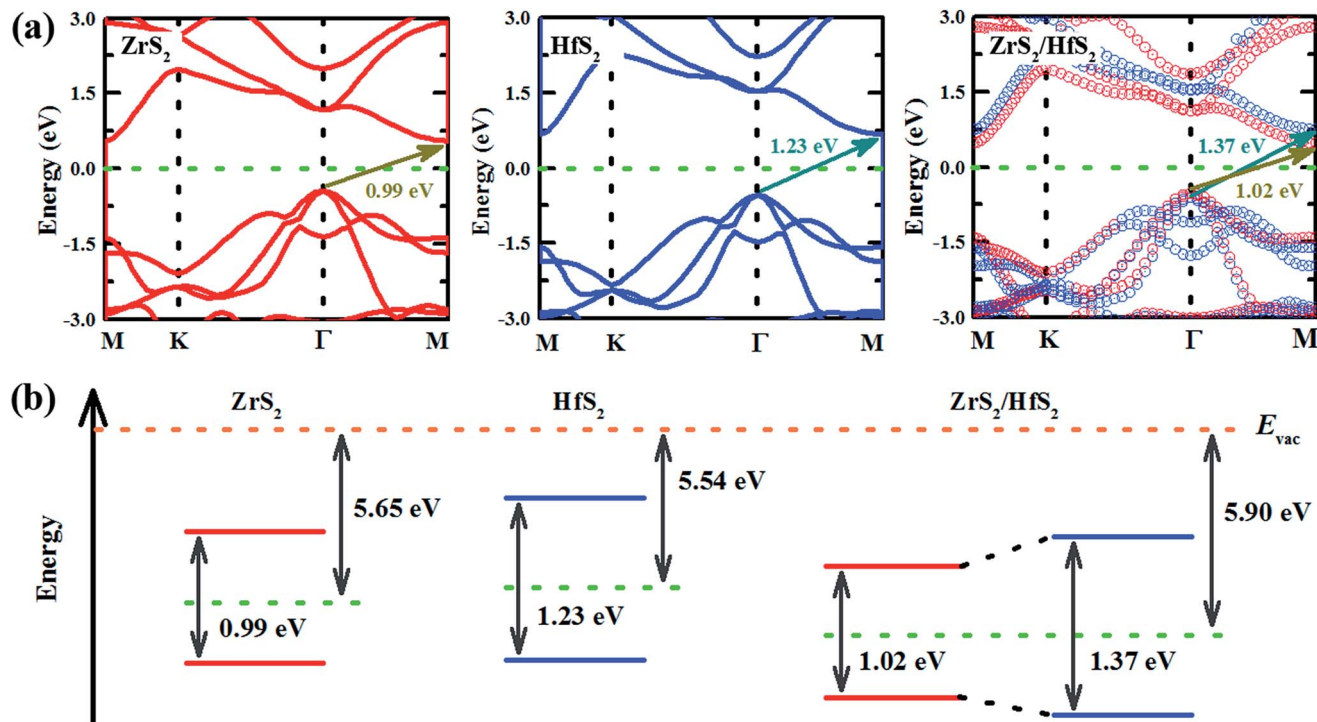 (a)
ZrS2
Energy (eV)
3.0
1.5
0.0
-1.5
-3.0
0.99 eV
M K Γ M
HfS2
Energy (eV)
3.0
1.5
0.0
-1.5
-3.0
1.23 eV
M K Γ M
ZrS2/HfS2
Energy (eV)
3.0
1.5
0.0
-1.5
-3.0
1.37 eV
1.02 eV
M K Γ M
(b)
Energy
ZrS2 HfS2 ZrS2/HfS2
Evac
5.65 eV
0.99 eV
5.54 eV
1.23 eV
5.90 eV
1.02 eV
1.37 eV